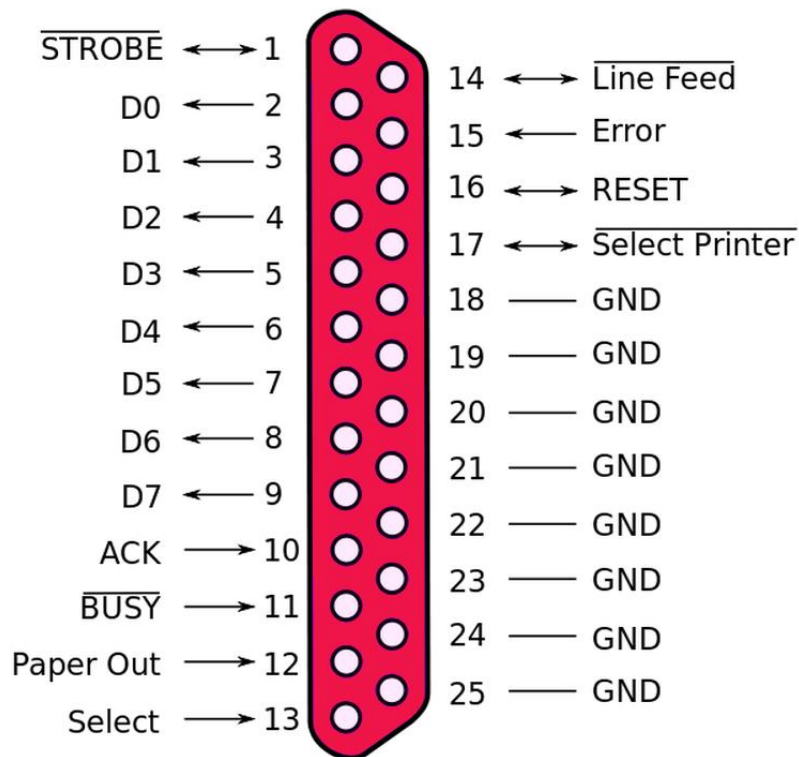 STROBE 1
D0 2
D1 3
D2 4
D3 5
D4 6
D5 7
D6 8
D7 9
ACK 10
BUSY 11
Paper Out 12
Select 13
14 Line Feed
15 Error
16 RESET
17 Select Printer
18 GND
19 GND
20 GND
21 GND
22 GND
23 GND
24 GND
25 GND